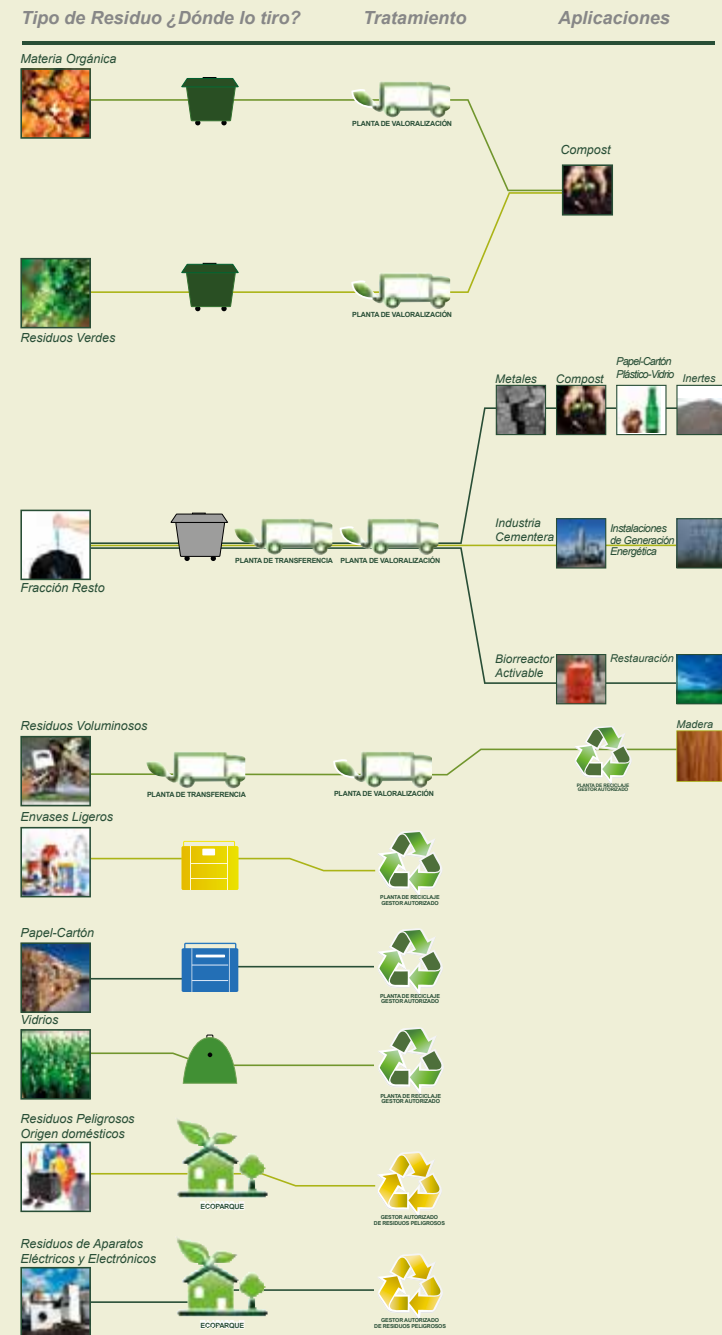 Tipo de Residuo ¿Dónde lo tiro? Tratamiento Aplicaciones
Materia Orgánica
PLANTA DE VALORALIZACIÓN
Compost
PLANTA DE VALORALIZACIÓN
Residuos Verdes
Metales
Compost
Papel-Cartón
Plástico-Vidrio
Inertes
Industria
Cementera
Instalaciones
de Generación
Energética
PLANTA DE TRANSFERENCIA
PLANTA DE VALORALIZACIÓN
Fracción Resto
Biorreactor
Activable
Restauración
Residuos Voluminosos
Madera
PLANTA DE TRANSFERENCIA
PLANTA DE VALORALIZACIÓN
PLANTA DE RECICLAJE
GESTOR AUTORIZADO
Envases Ligeros
PLANTA DE RECICLAJE
GESTOR AUTORIZADO
Papel-Cartón
PLANTA DE RECICLAJE
GESTOR AUTORIZADO
Vidrios
PLANTA DE RECICLAJE
GESTOR AUTORIZADO
Residuos Peligrosos
Origen domésticos
ECOPARQUE
GESTOR AUTORIZADO
DE RESIDUOS PELIGROSOS
Residuos de Aparatos
Eléctricos y Electrónicos
ECOPARQUE
GESTOR AUTORIZADO
DE RESIDUOS PELIGROSOS